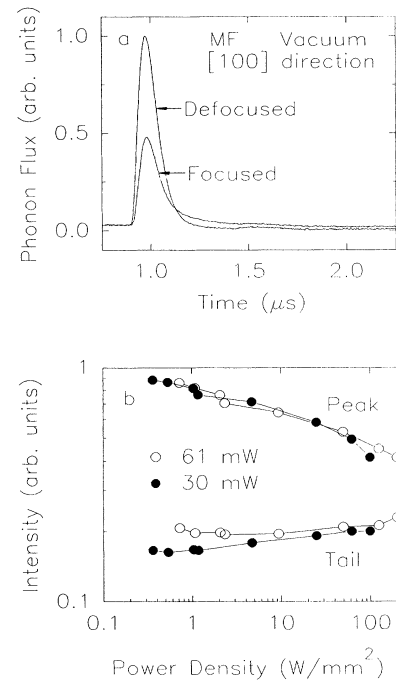 a
MF Vacuum
[100] direction
Defocused
Focused
Phonon Flux (arb. units)
1.0
0.5
0.0
1.0 1.5 2.0
Time (μs)
b
Peak
61 mW
30 mW
Tail
Intensity (arb. units)
1
0.1
0.1 1 10 100
Power Density (W/mm²)